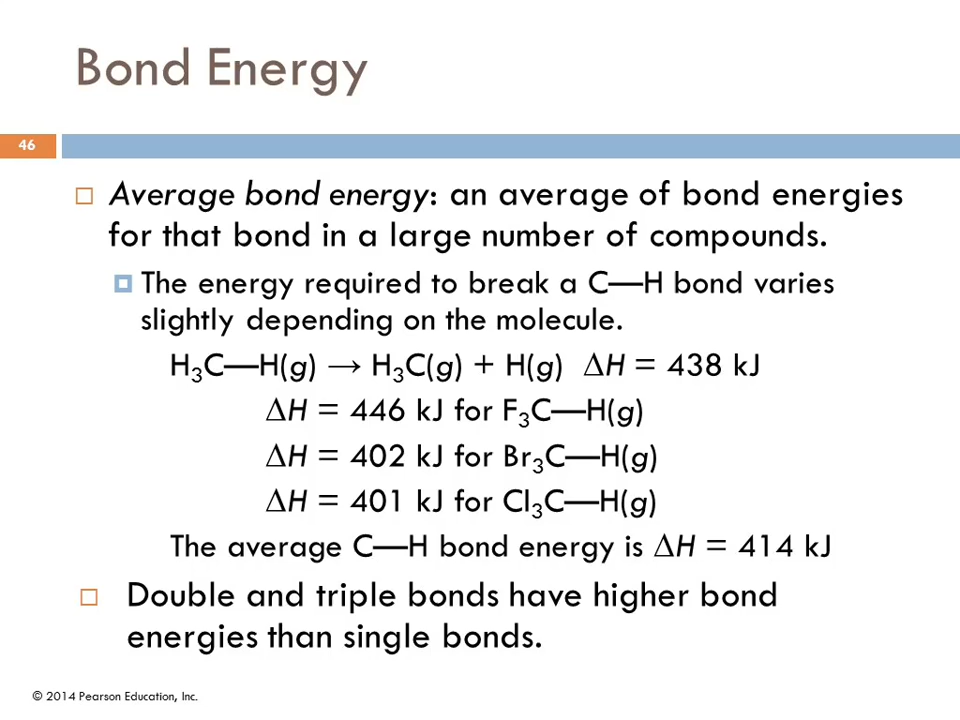 Bond Energy
46
Average bond energy: an average of bond energies
for that bond in a large number of compounds.
The energy required to break a C—H bond varies
slightly depending on the molecule.
H₃C—H(g) → H₃C(g) + H(g) ΔH = 438 kJ
ΔH = 446 kJ for F₃C—H(g)
ΔH = 402 kJ for Br₃C—H(g)
ΔH = 401 kJ for Cl₃C—H(g)
The average C—H bond energy is ΔH = 414 kJ
Double and triple bonds have higher bond
energies than single bonds.
© 2014 Pearson Education, Inc.